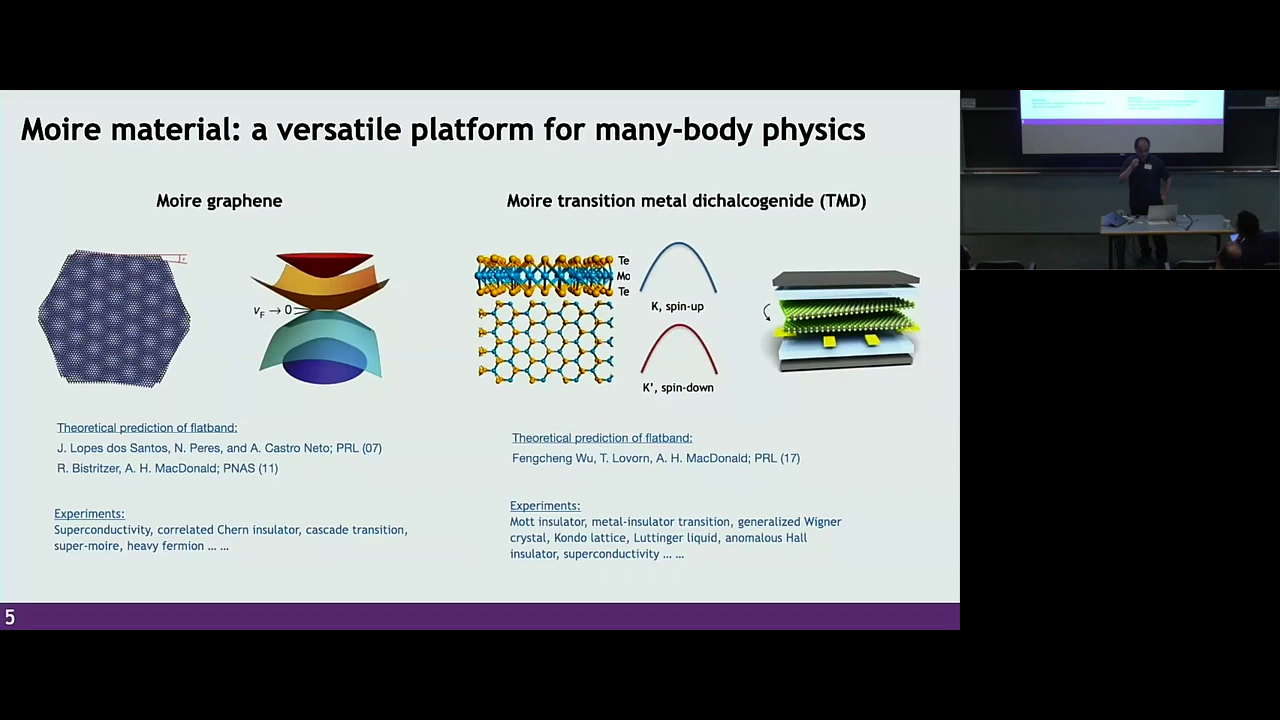 Moire material: a versatile platform for many-body physics
Moire graphene
Moire transition metal dichalcogenide (TMD)
vF → 0
Te
Mo
Te
K, spin-up
K', spin-down
Theoretical prediction of flatband:
J. Lopes dos Santos, N. Peres, and A. Castro Neto; PRL (07)
R. Bistritzer, A. H. MacDonald; PNAS (11)
Experiments:
Superconductivity, correlated Chern insulator, cascade transition,
super-moire, heavy fermion ... ...
Theoretical prediction of flatband:
Fengcheng Wu, T. Lovorn, A. H. MacDonald; PRL (17)
Experiments:
Mott insulator, metal-insulator transition, generalized Wigner
crystal, Kondo lattice, Luttinger liquid, anomalous Hall
insulator, superconductivity ... ...
5